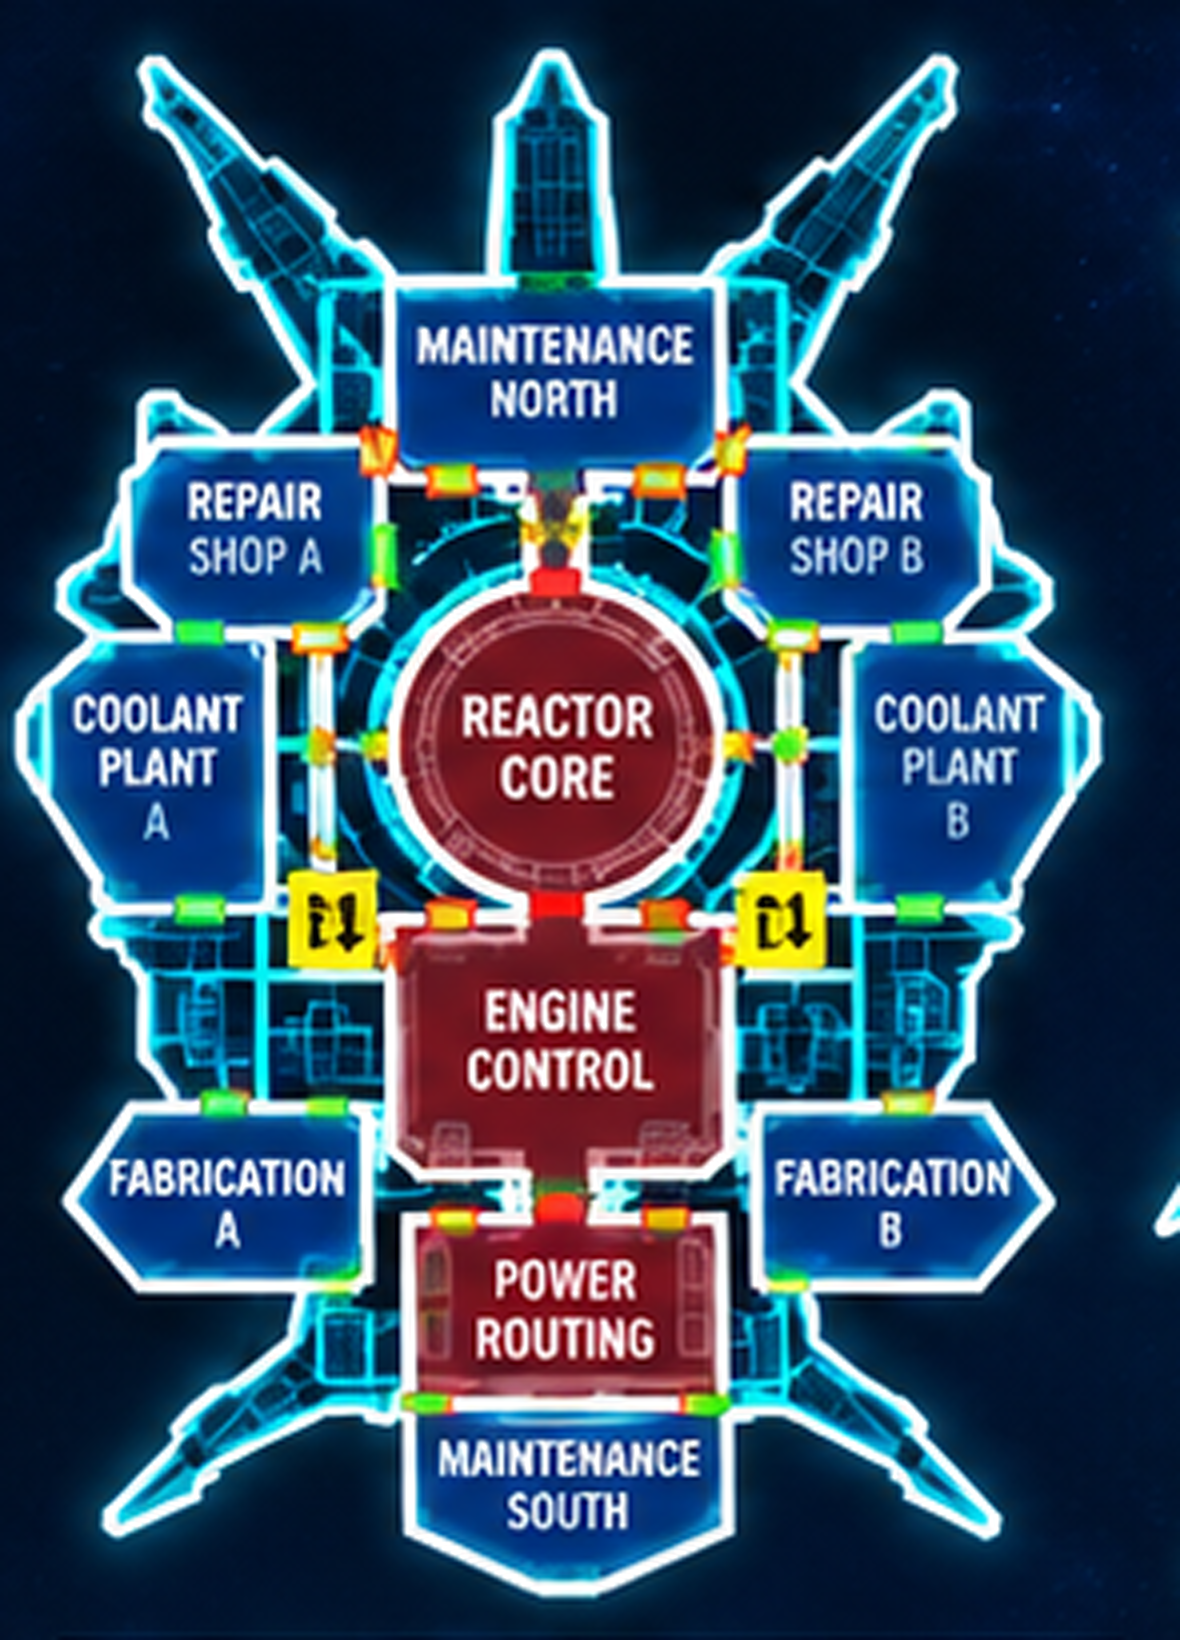 MAINTENANCE
NORTH
REPAIR
SHOP A
REPAIR
SHOP B
COOLANT
PLANT
A
REACTOR
CORE
COOLANT
PLANT
B
ENGINE
CONTROL
FABRICATION
A
FABRICATION
B
POWER
ROUTING
MAINTENANCE
SOUTH